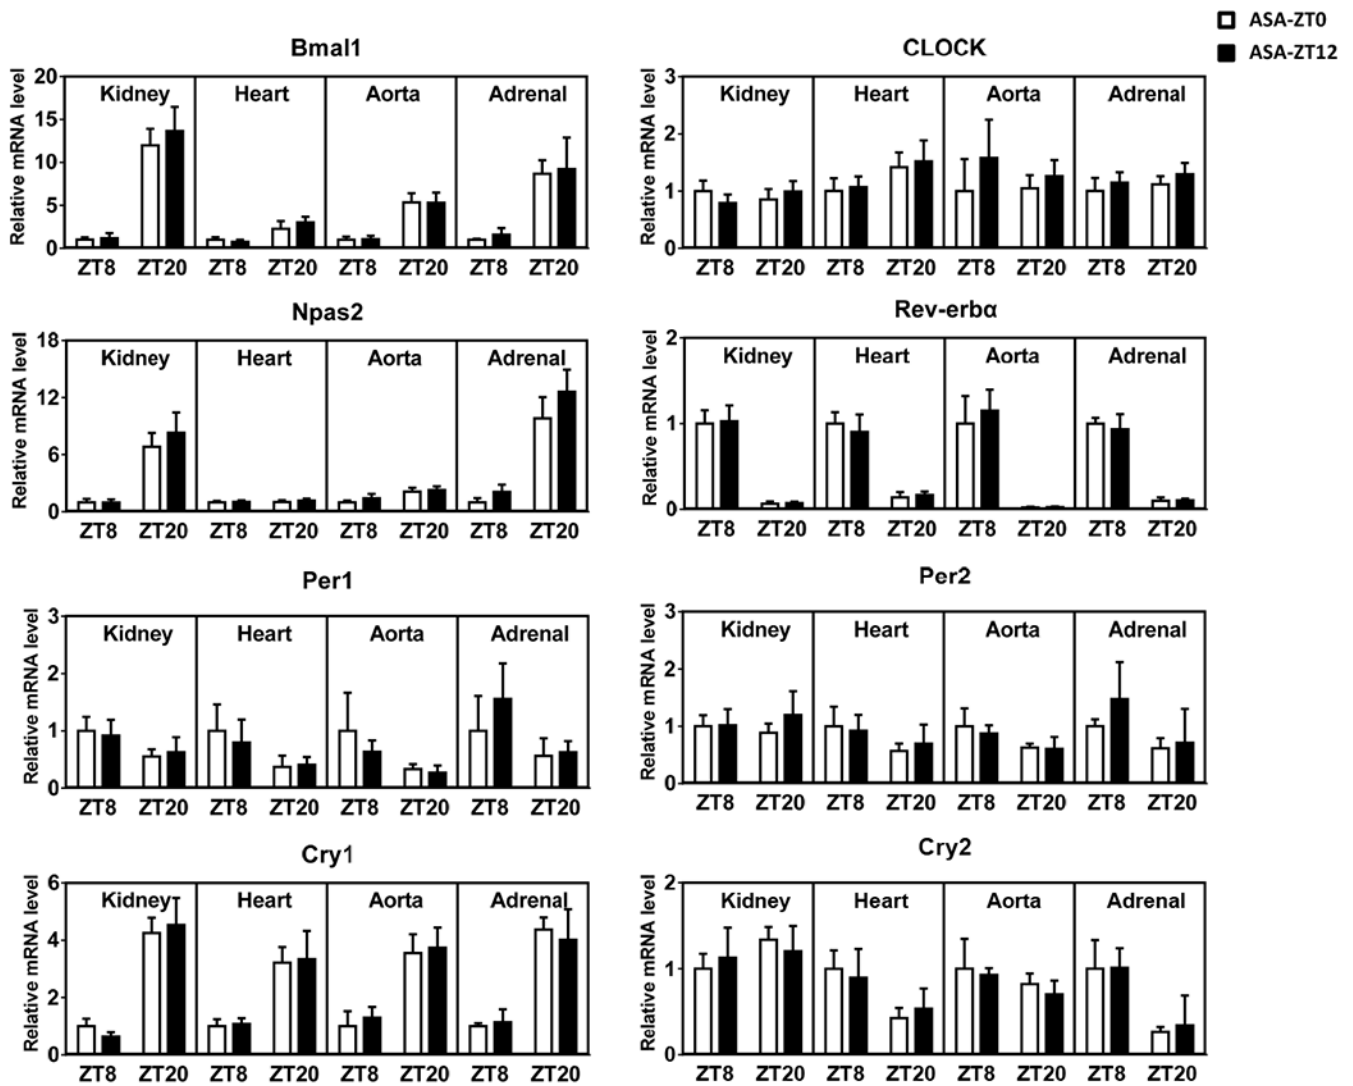 ASA-ZT0
ASA-ZT12
Bmal1
Relative mRNA level
20
15
10
5
0
Kidney Heart Aorta Adrenal
ZT8 ZT20 ZT8 ZT20 ZT8 ZT20 ZT8 ZT20
CLOCK
Relative mRNA level
3
2
1
0
Kidney Heart Aorta Adrenal
ZT8 ZT20 ZT8 ZT20 ZT8 ZT20 ZT8 ZT20
Npas2
Relative mRNA level
18
12
6
0
Kidney Heart Aorta Adrenal
ZT8 ZT20 ZT8 ZT20 ZT8 ZT20 ZT8 ZT20
Rev-erbα
Relative mRNA level
2
1
0
Kidney Heart Aorta Adrenal
ZT8 ZT20 ZT8 ZT20 ZT8 ZT20 ZT8 ZT20
Per1
Relative mRNA level
3
2
1
0
Kidney Heart Aorta Adrenal
ZT8 ZT20 ZT8 ZT20 ZT8 ZT20 ZT8 ZT20
Per2
Relative mRNA level
3
2
1
0
Kidney Heart Aorta Adrenal
ZT8 ZT20 ZT8 ZT20 ZT8 ZT20 ZT8 ZT20
Cry1
Relative mRNA level
6
4
2
0
Kidney Heart Aorta Adrenal
ZT8 ZT20 ZT8 ZT20 ZT8 ZT20 ZT8 ZT20
Cry2
Relative mRNA level
2
1
0
Kidney Heart Aorta Adrenal
ZT8 ZT20 ZT8 ZT20 ZT8 ZT20 ZT8 ZT20